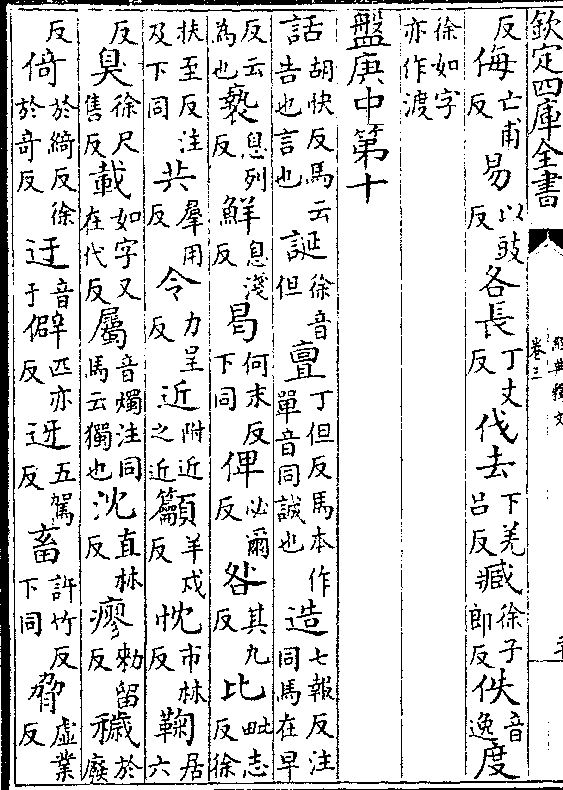 欽定四庫全書
經典釋文
卷三
反侮亡甫反易以豉反各長丁丈反伐去下羌吕反臧徐子郎反佚音逸度
徐如字亦作渡
盤庚中第十
話胡快反馬云告也言也誕徐音但亶丁但反馬本作單音同誠也造七報反注同馬在早
反云為也褻息列反鮮息淺反曷何末反下同俾必爾反咎其九反比毗志反徐
扶至反注及下同共羣用反令力呈反近附近之近籲羊戍反忱市林反鞠居六
反臭徐尺售反載如字又在代反屬音燭注同馬云獨也沈直林反瘳勑留反穢於廢
反倚於綺反徐於奇反迂音于僻匹亦反迓五駕反畜許竹反下同脅虛業反